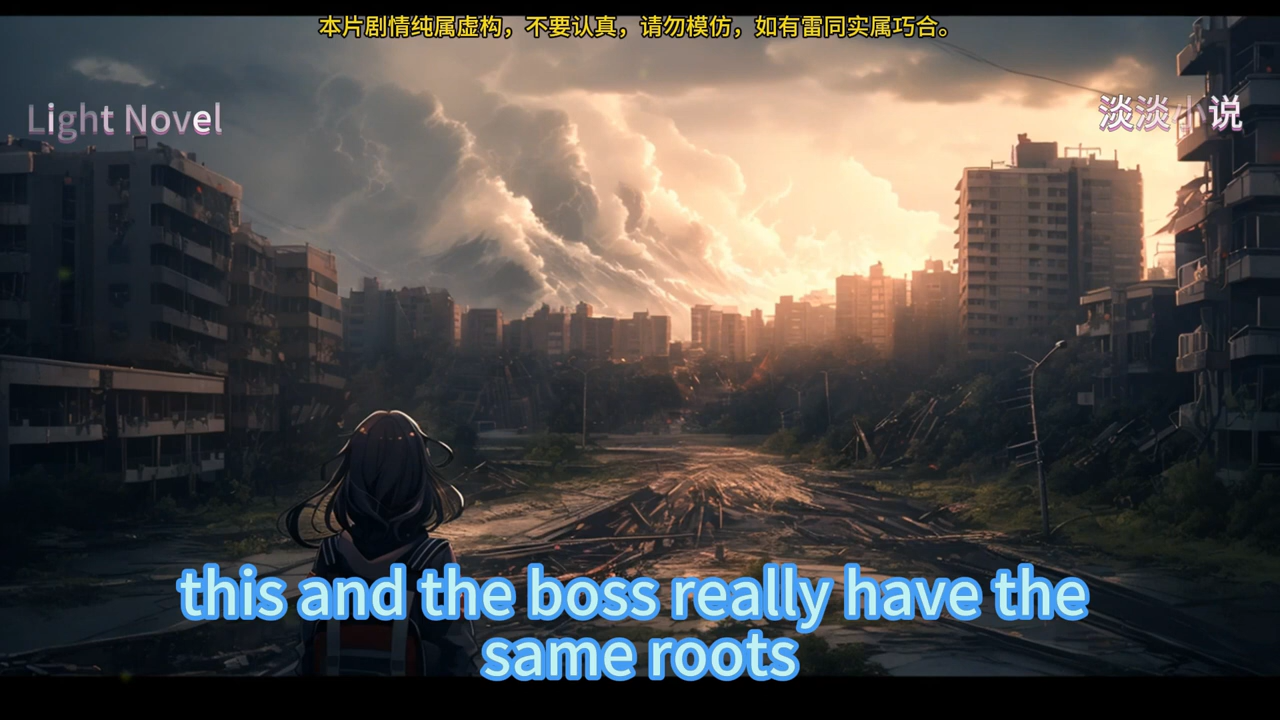 本片剧情纯属虚构，不要认真，请勿模仿，如有雷同实属巧合。
Light Novel
淡淡小说
this and the boss really have the
same roots